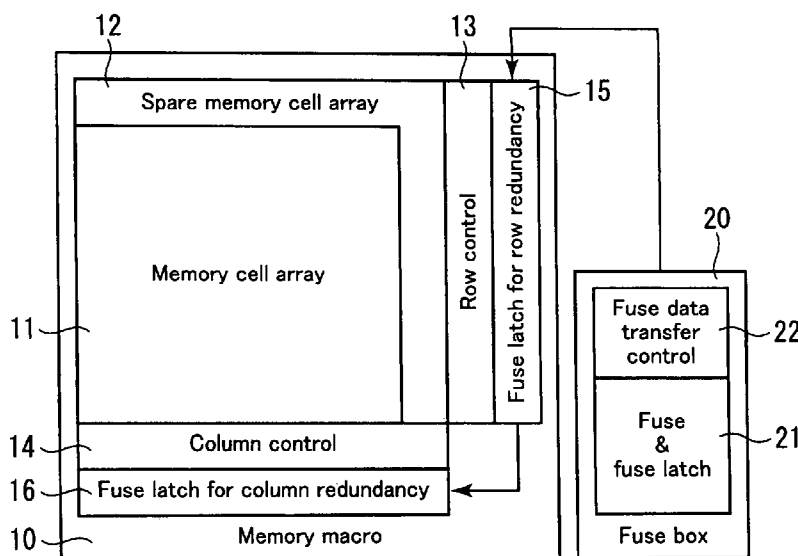 12
13
15
Spare memory cell array
Memory cell array
11
Row control
Fuse latch for row redundancy
20
Fuse data
transfer
control
22
Fuse
&
fuse latch
21
14
Column control
16
Fuse latch for column redundancy
10
Memory macro
Fuse box